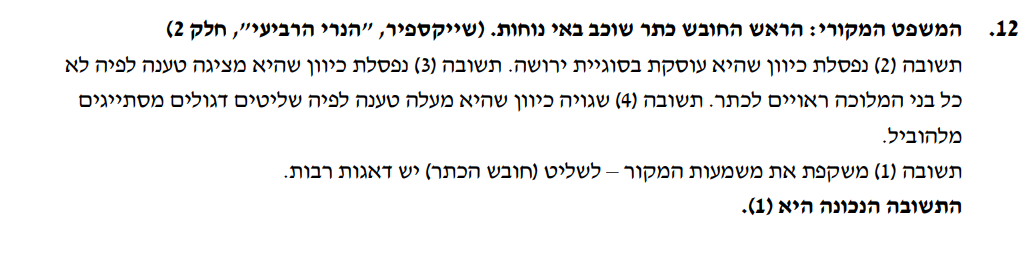 12. המשפט המקורי: הראש החובש כתר שוכב באי נוחות. (שייקספיר, "הנרי הרביעי", חלק 2)
תשובה (2) נפסלת כיוון שהיא עוסקת בסוגיית ירושה. תשובה (3) נפסלת כיוון שהיא מציגה טענה לפיה לא
כל בני המלוכה ראויים לכתר. תשובה (4) שגויה כיוון שהיא מעלה טענה לפיה שליטים דגולים מסתייגים
מלהוביל.
תשובה (1) משקפת את משמעות המקור – לשליט (חובש הכתר) יש דאגות רבות.
התשובה הנכונה היא (1).